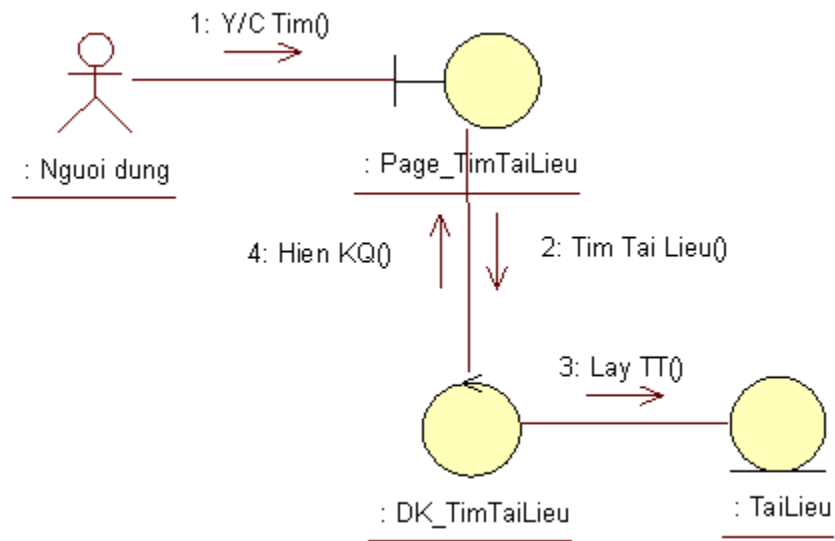 1: Y/C Tim()
: Nguoi dung
: Page_TimTaiLieu
4: Hien KQ()
2: Tim Tai Lieu()
3: Lay TT()
: DK_TimTaiLieu
: TaiLieu